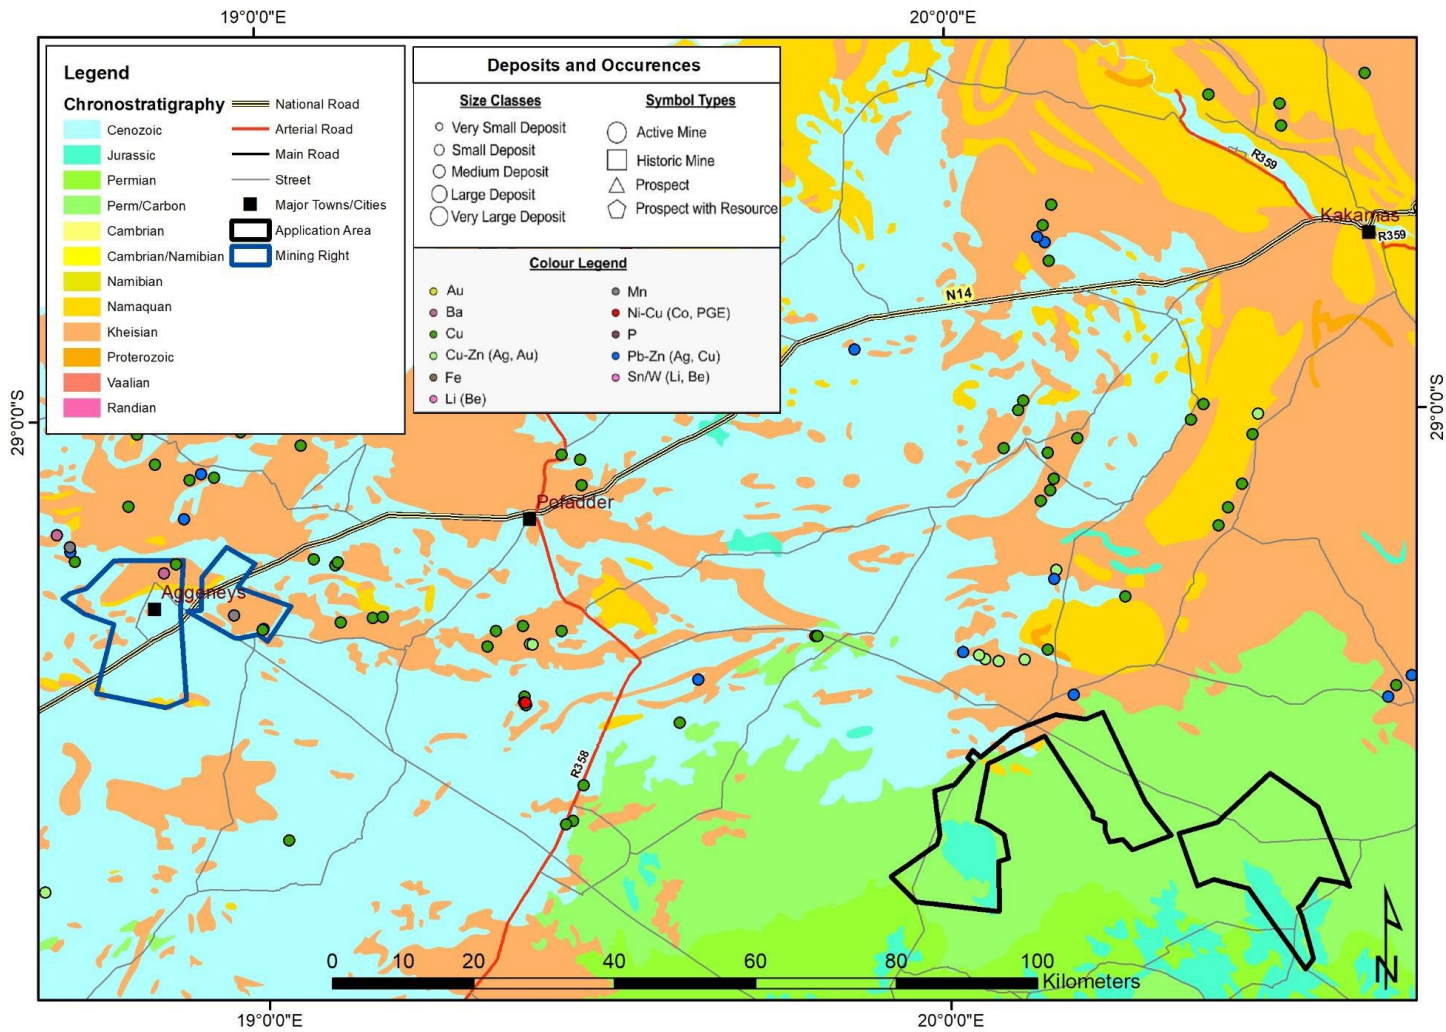 19°0'0"E
20°0'0"E
Legend
Chronostratigraphy
Cenozoic
Jurassic
Permian
Perm/Carbon
Cambrian
Cambrian/Namibian
Namibian
Namaquan
Kheisian
Proterozoic
Vaalian
Randian
National Road
Arterial Road
Main Road
Street
Major Towns/Cities
Application Area
Mining Right
Deposits and Occurences
Size Classes
Very Small Deposit
Small Deposit
Medium Deposit
Large Deposit
Very Large Deposit
Symbol Types
Active Mine
Historic Mine
Prospect
Prospect with Resource
Colour Legend
Au
Ba
Cu
Cu-Zn (Ag, Au)
Fe
Li (Be)
Mn
Ni-Cu (Co, PGE)
P
Pb-Zn (Ag, Cu)
Sn/W (Li, Be)
R359
Kakamas
R359
N14
29°0'0"S
29°0'0"S
Pofadder
Aggeneys
R358
0 10 20 40 60 80 100
Kilometers
N
19°0'0"E
20°0'0"E